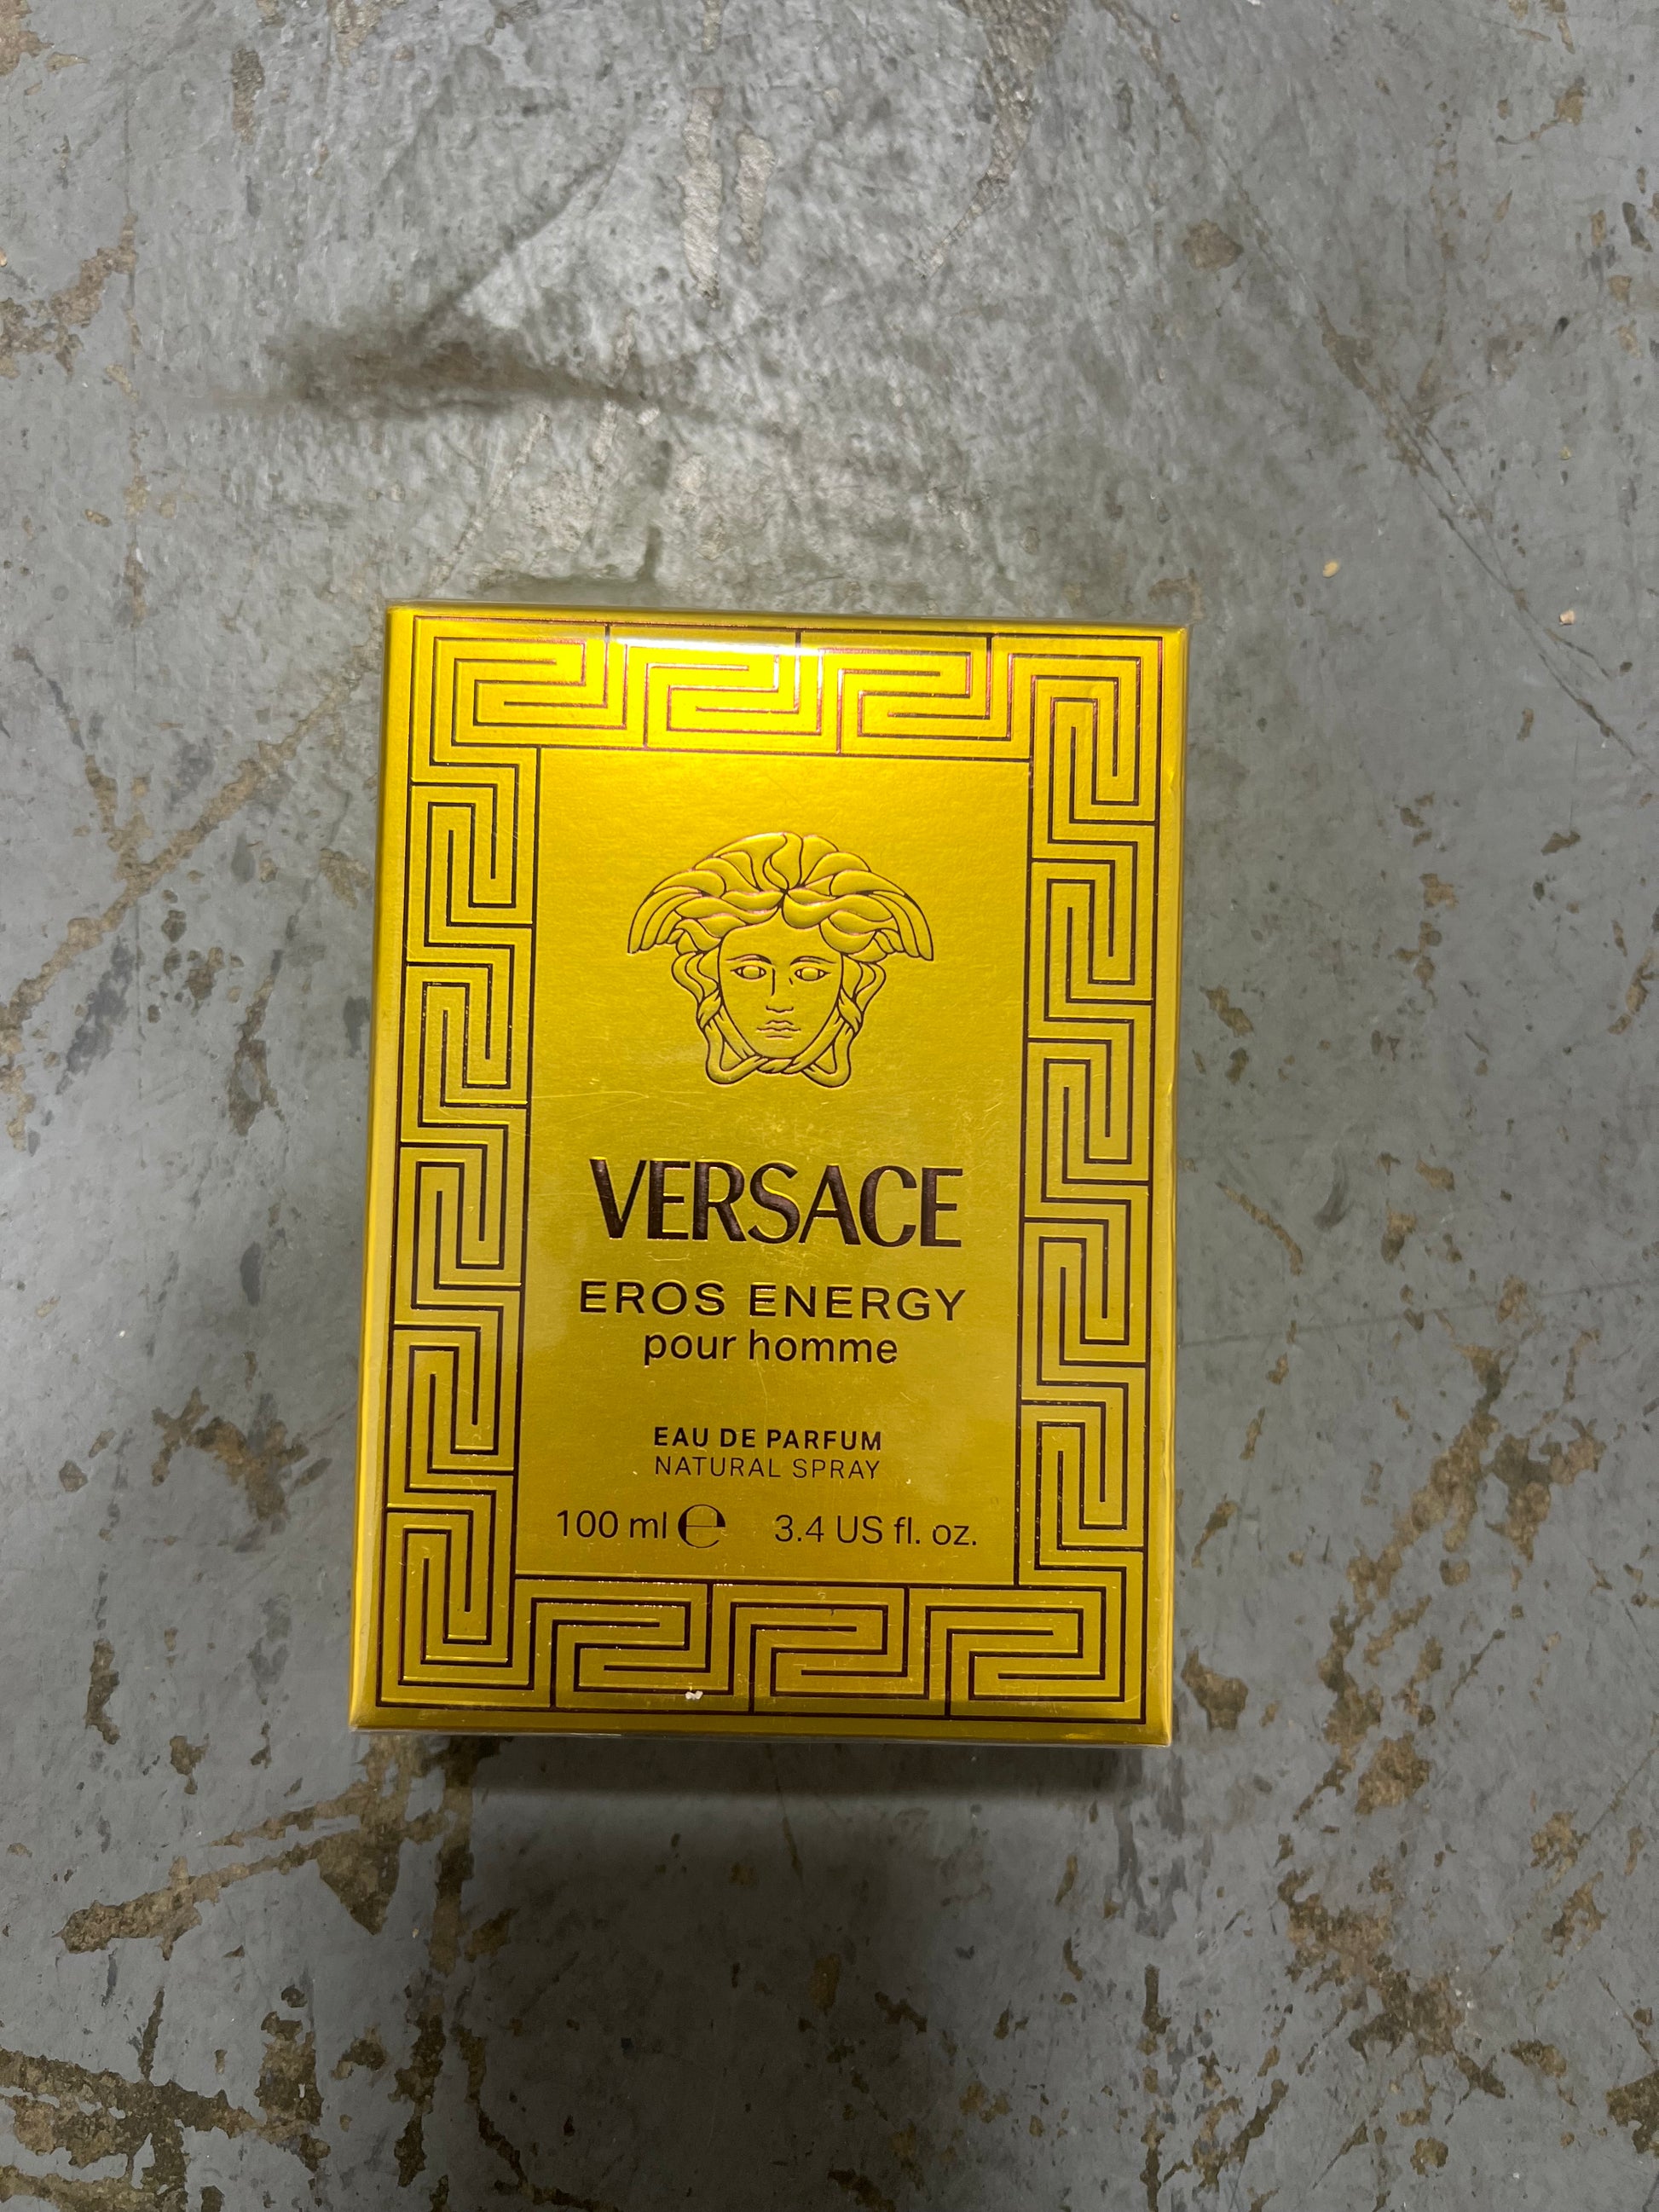 VERSACE
EROS ENERGY
pour homme
EAU DE PARFUM
NATURAL SPRAY
100 ml ℮ 3.4 US fl. oz.